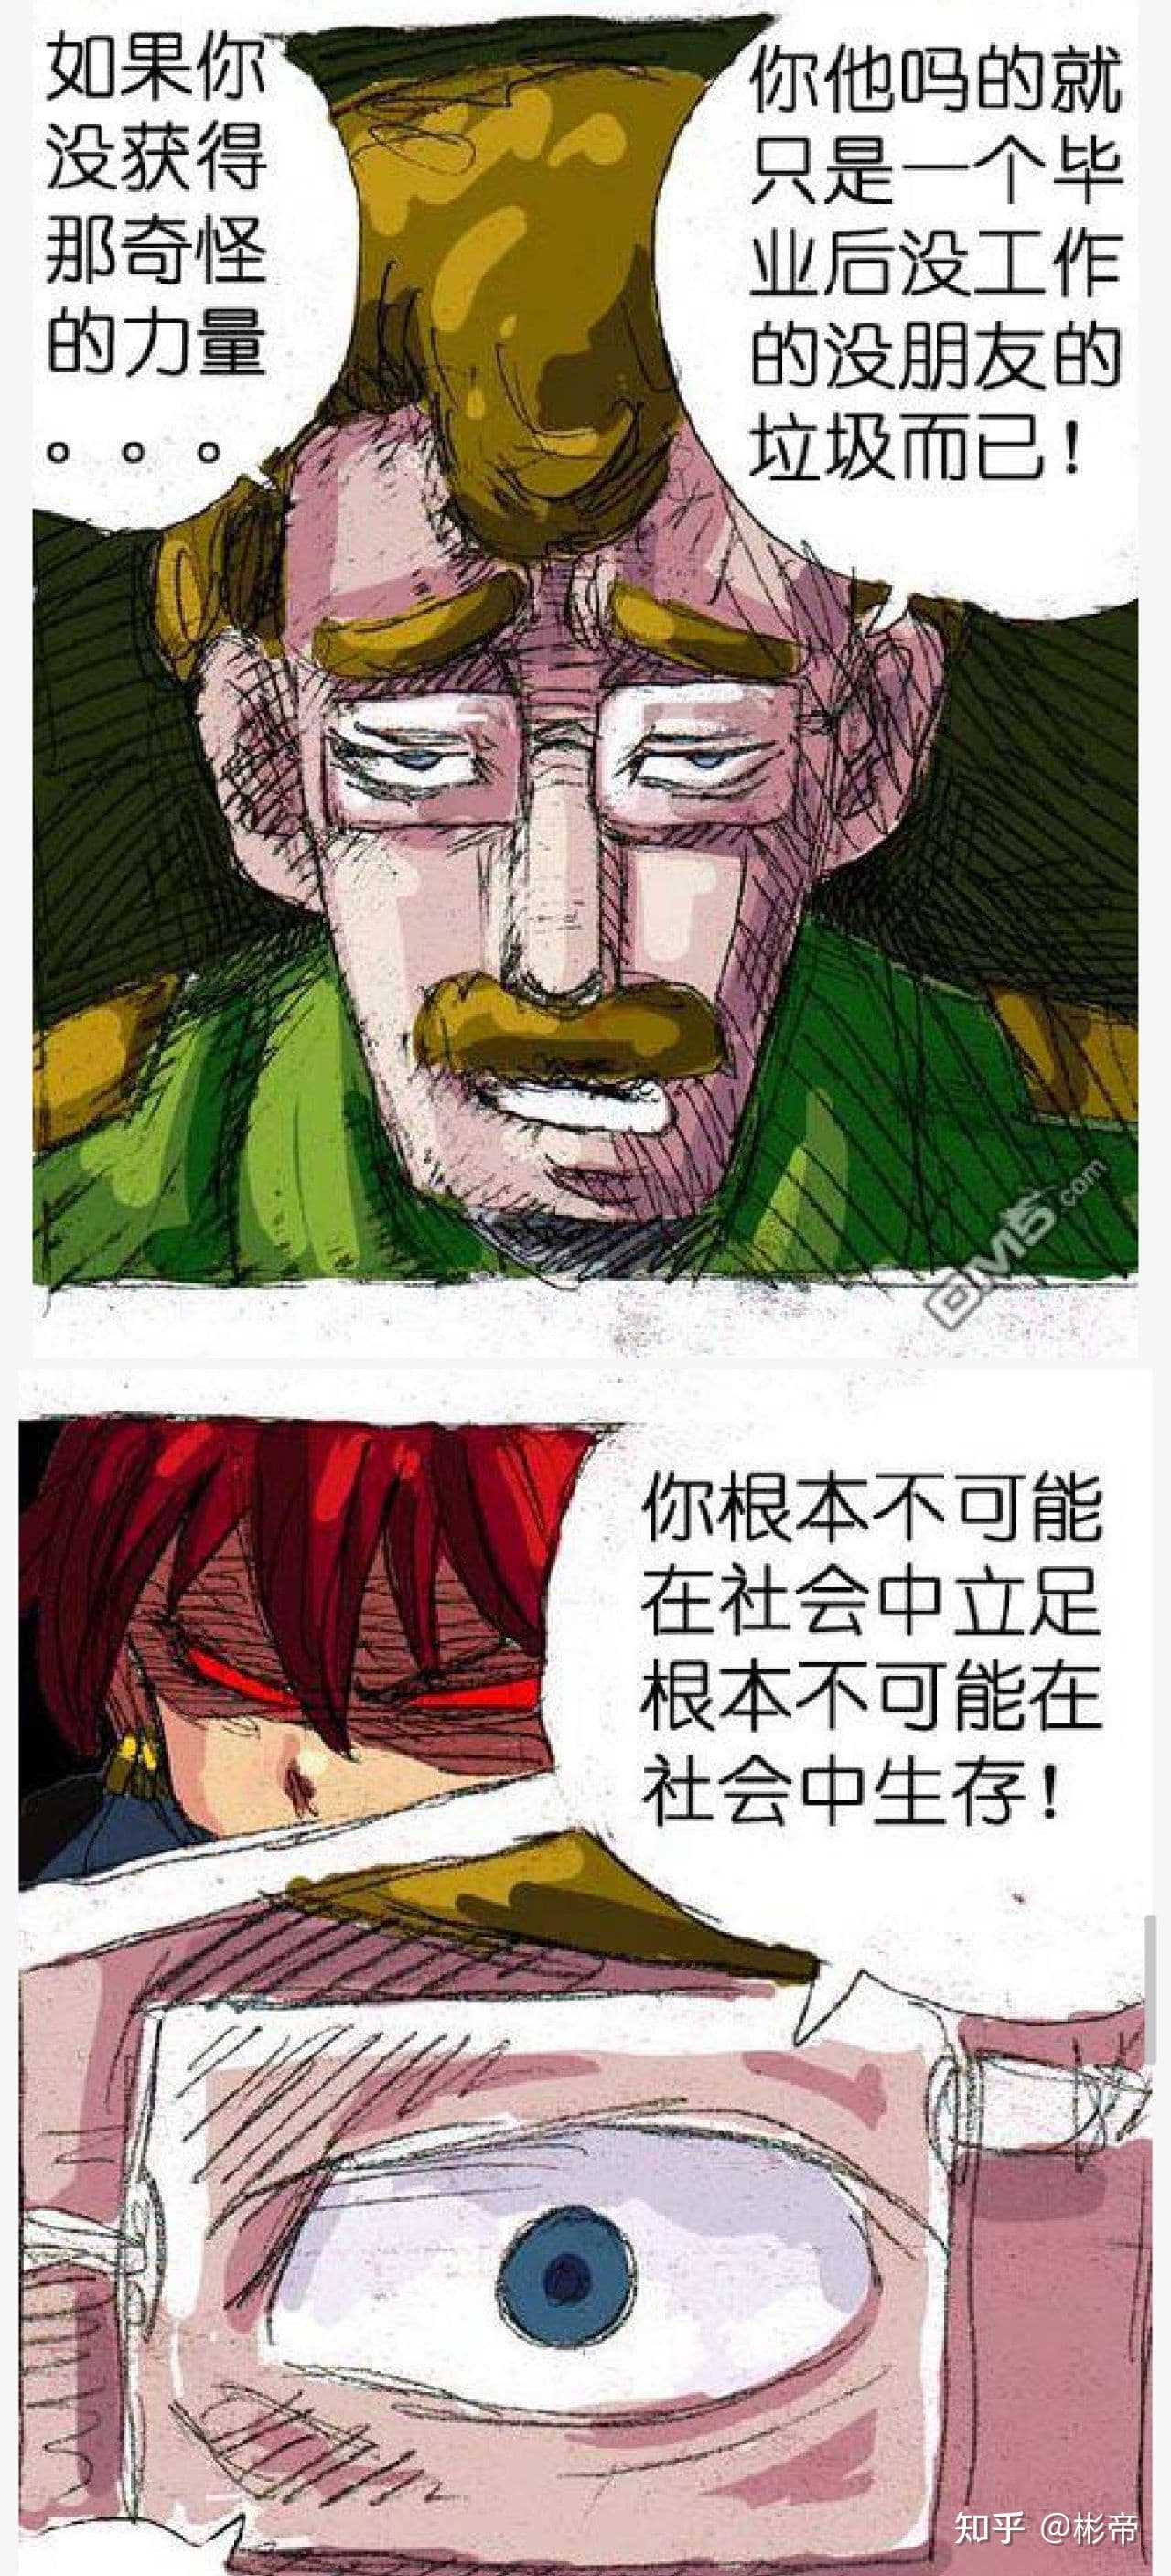 如果你
没获得
那奇怪
的力量
。。。
你他吗的就
只是一个毕
业后没工作
的没朋友的
垃圾而已！
你根本不可能
在社会中立足
根本不可能在
社会中生存！
知乎 @彬帝